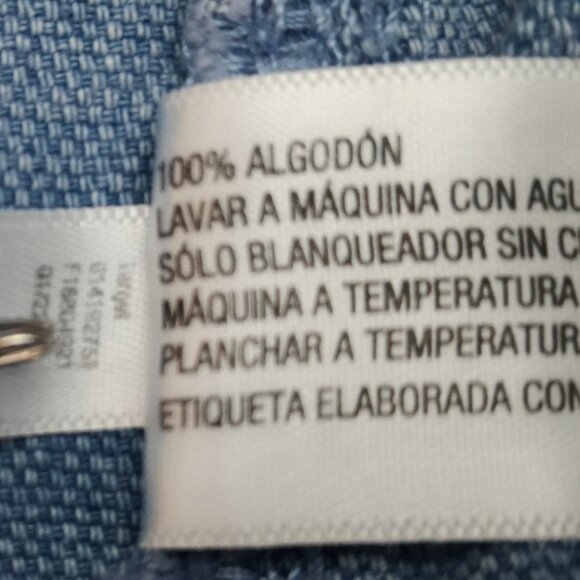 100% ALGODÓN
LAVAR A MÁQUINA CON AGU
SÓLO BLANQUEADOR SIN C
MÁQUINA A TEMPERATURA
PLANCHAR A TEMPERATUR
ETIQUETA ELABORADA CON